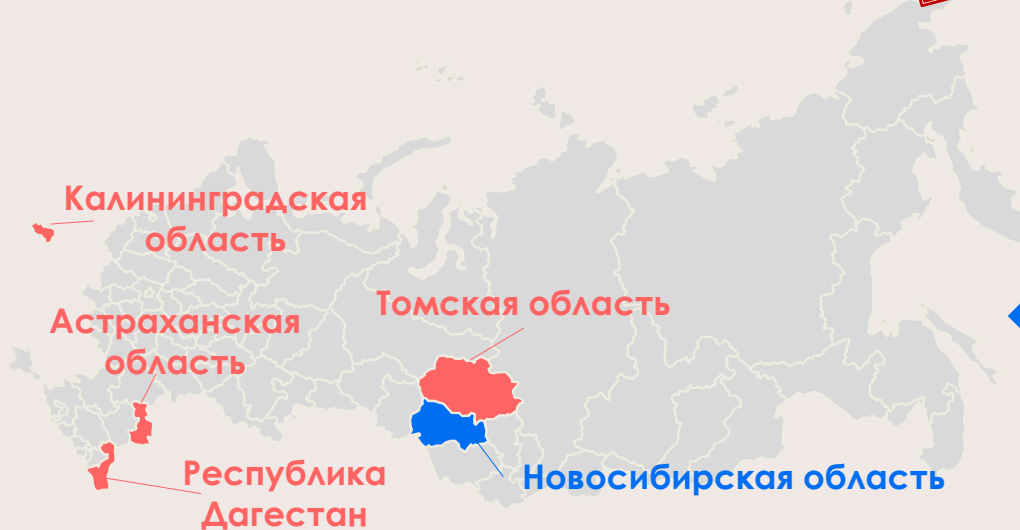 Калининградская
область
Томская область
Астраханская
область
Республика
Дагестан
Новосибирская область